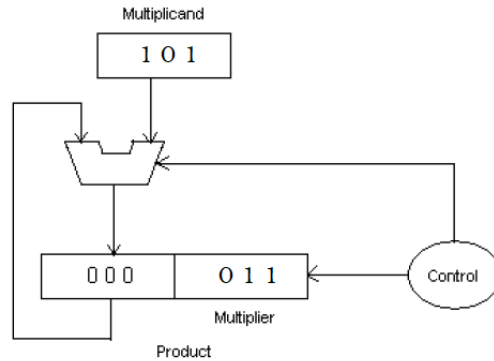 Multiplicand
1 0 1
0 0 0 0 1 1
Control
Multiplier
Product